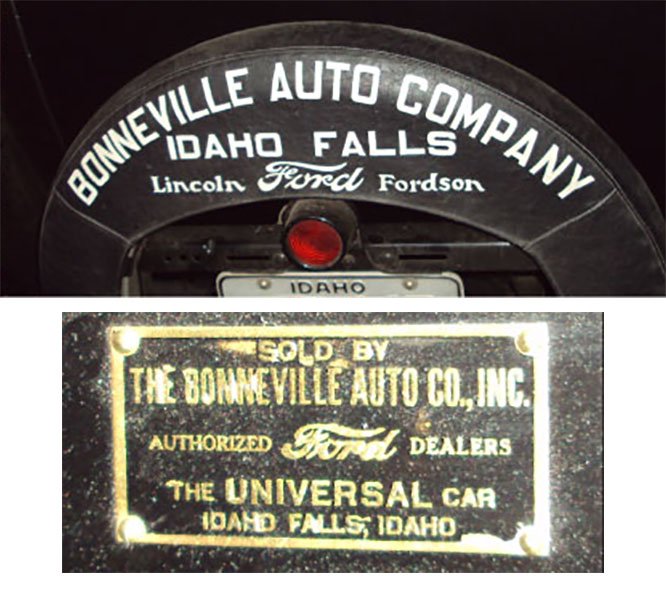 BONNEVILLE AUTO COMPANY
IDAHO FALLS
Lincoln Ford Fordson
IDAHO
SOLD BY
THE BONNEVILLE AUTO CO., INC.
AUTHORIZED Ford DEALERS
THE UNIVERSAL CAR
IDAHO FALLS, IDAHO